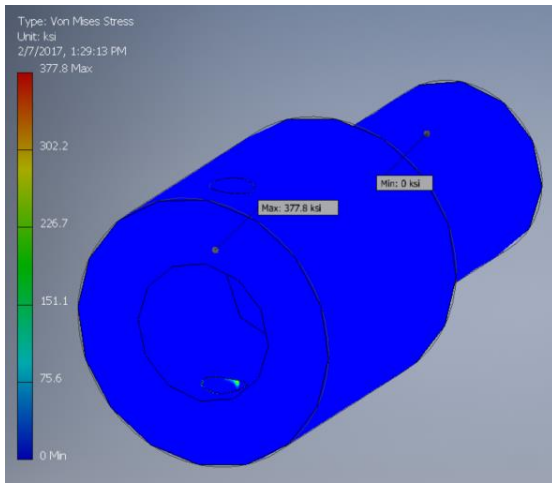 Type: Von Mises Stress
Unit: ksi
2/7/2017, 1:29:13 PM
377.8 Max
302.2
226.7
151.1
75.6
0 Min
Min: 0 ksi
Max: 377.8 ksi